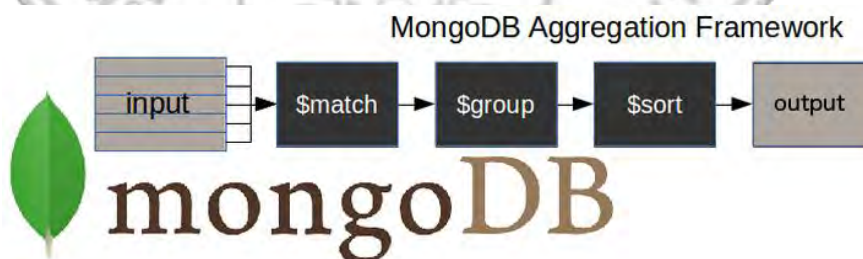 MongoDB Aggregation Framework
input $match $group $sort output
mongoDB